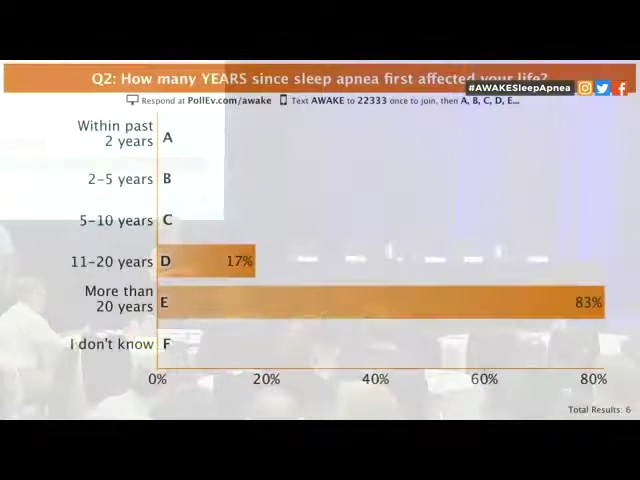 Q2: How many YEARS since sleep apnea first affected your life?
#AWAKESleepApnea
Respond at PollEv.com/awake
Text AWAKE to 22333 once to join, then A, B, C, D, E...
Within past
2 years A
2-5 years B
5-10 years C
11-20 years D 17%
More than
20 years E 83%
I don't know F
0% 20% 40% 60% 80%
Total Results: 6